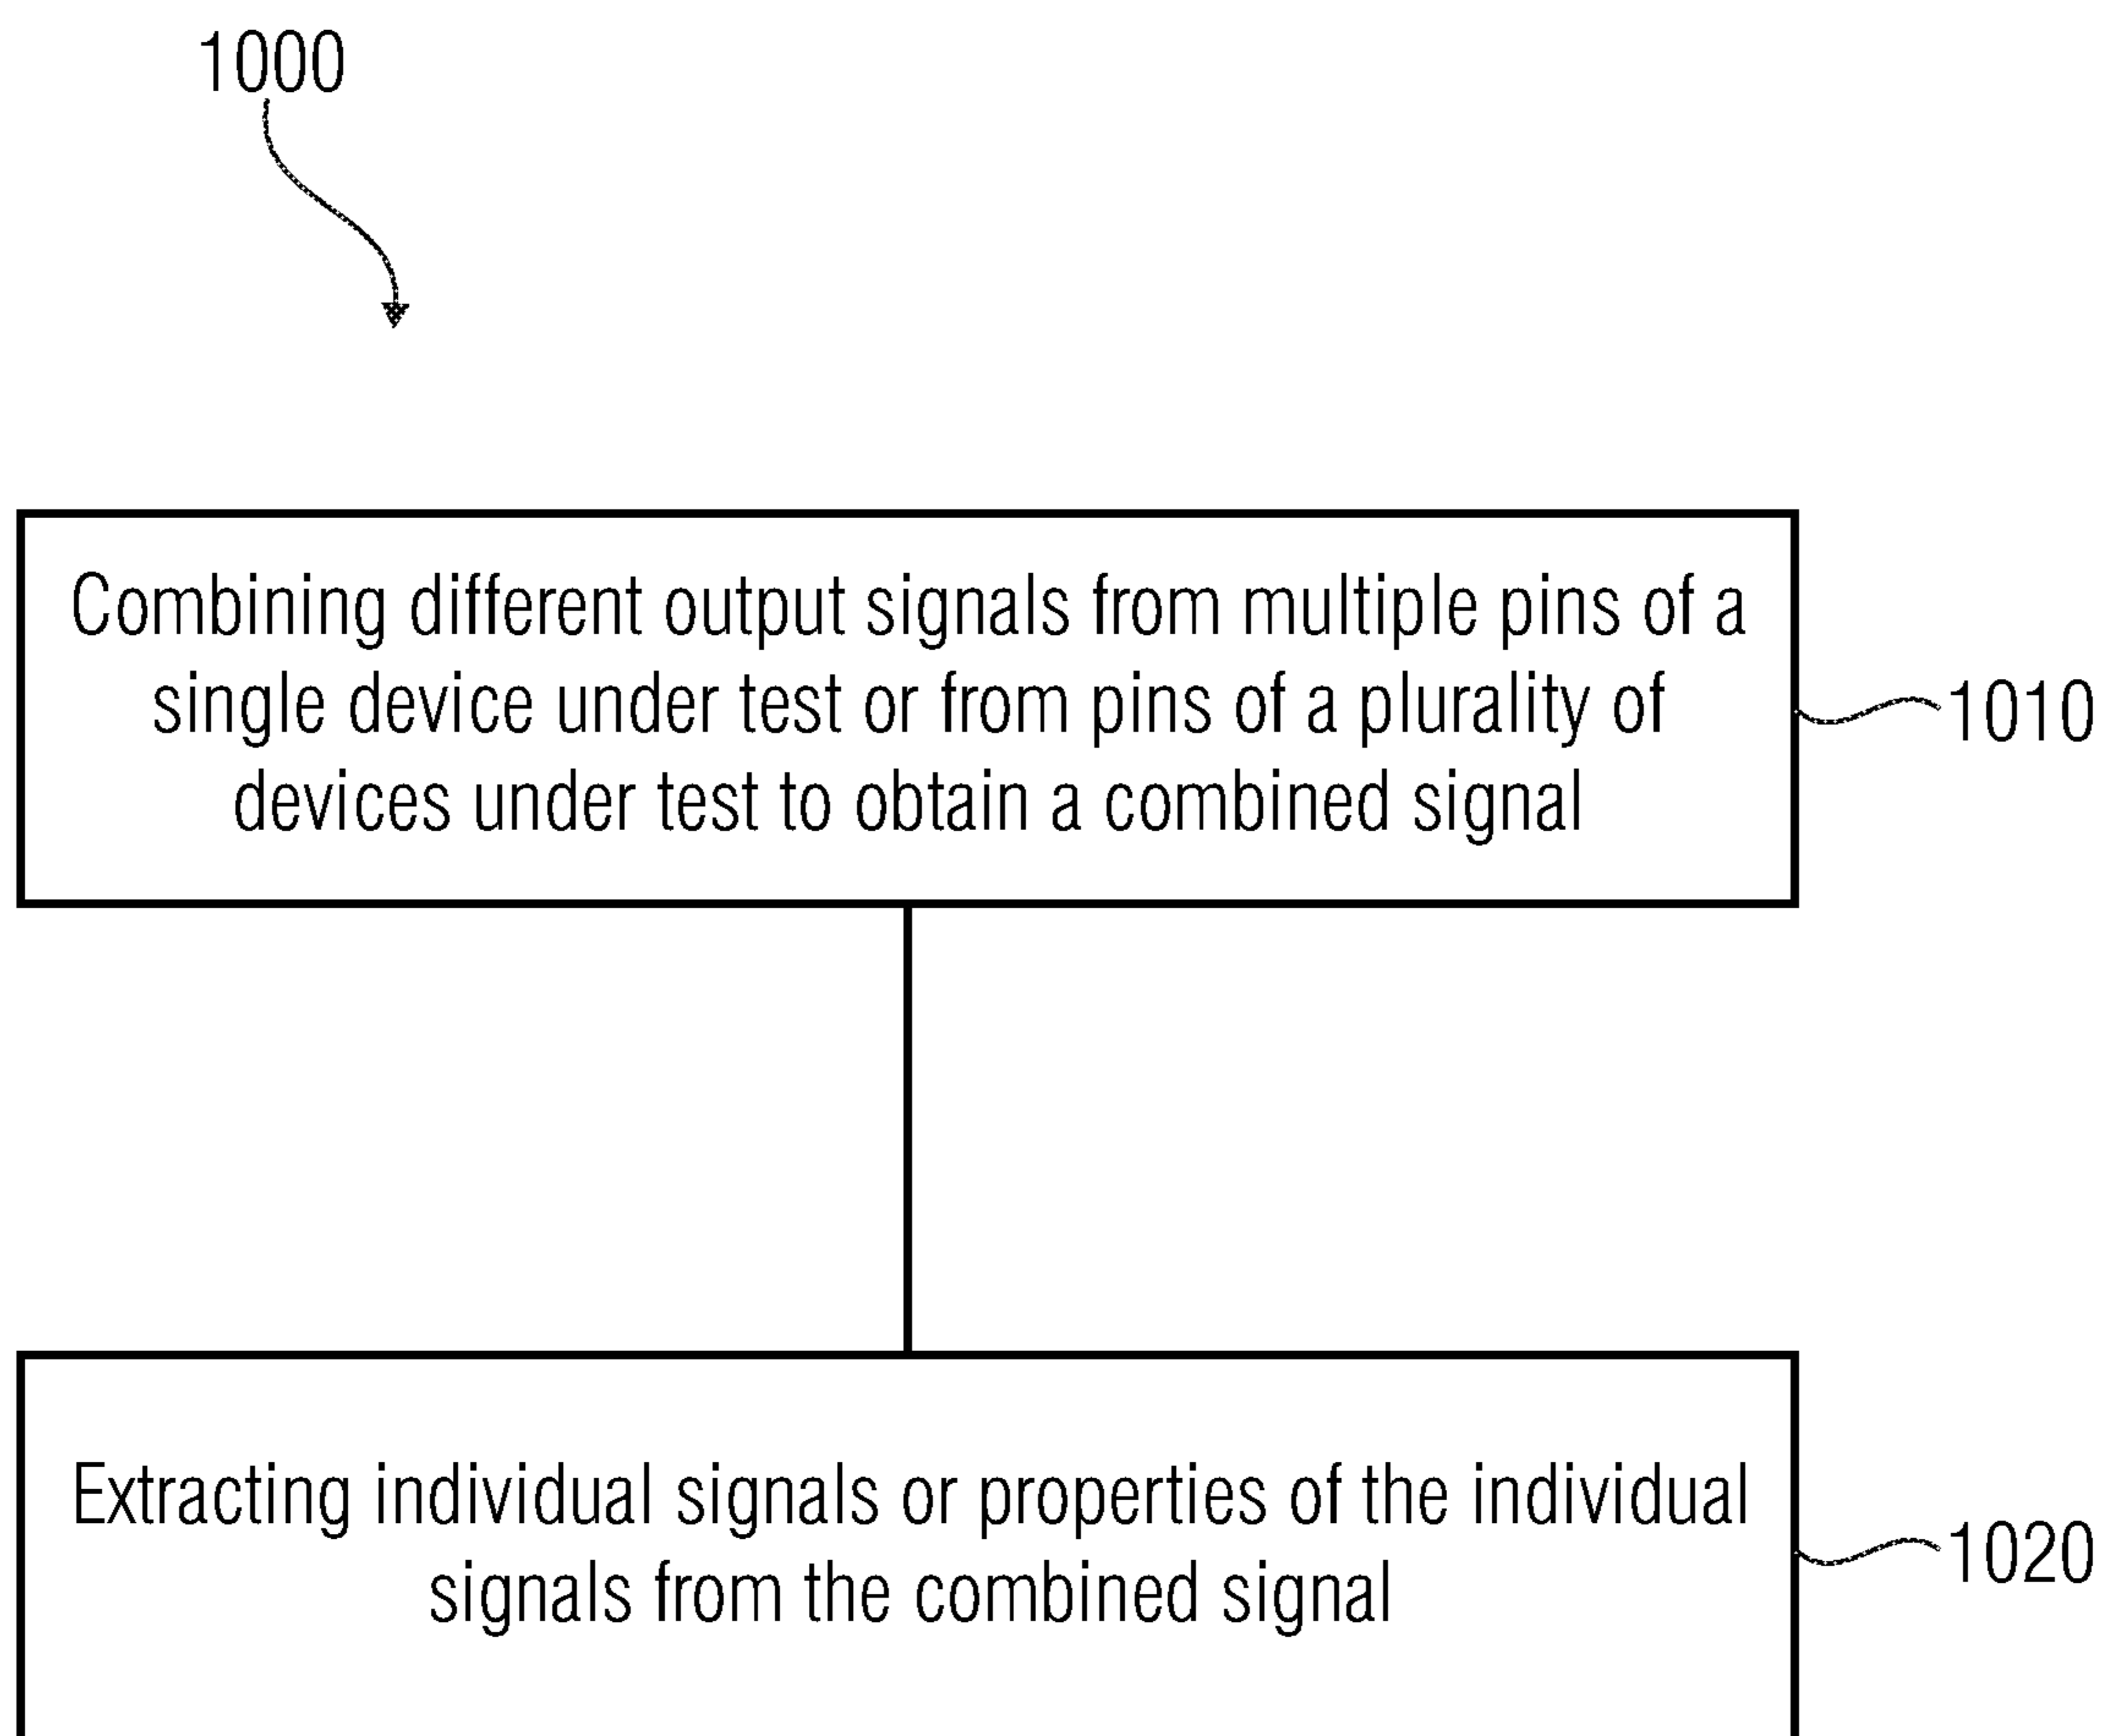 1000
Combining different output signals from multiple pins of a
single device under test or from pins of a plurality of
devices under test to obtain a combined signal
1010
Extracting individual signals or properties of the individual
signals from the combined signal
1020